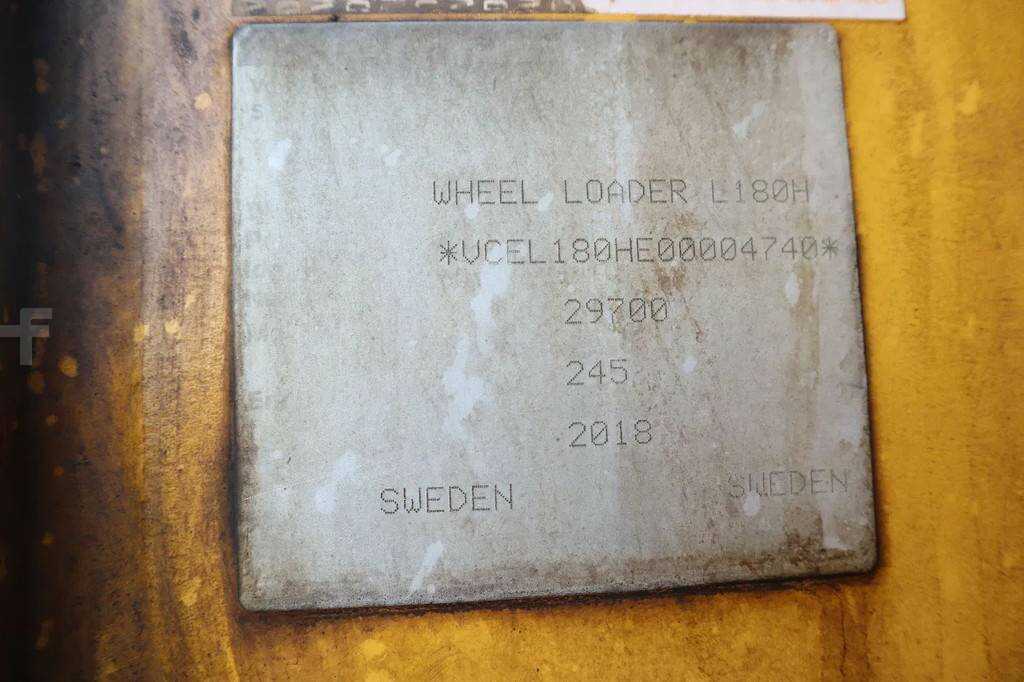 WHEEL LOADER L180H
*VCEL180HE00004740*
29700
245
2018
SWEDEN SWEDEN